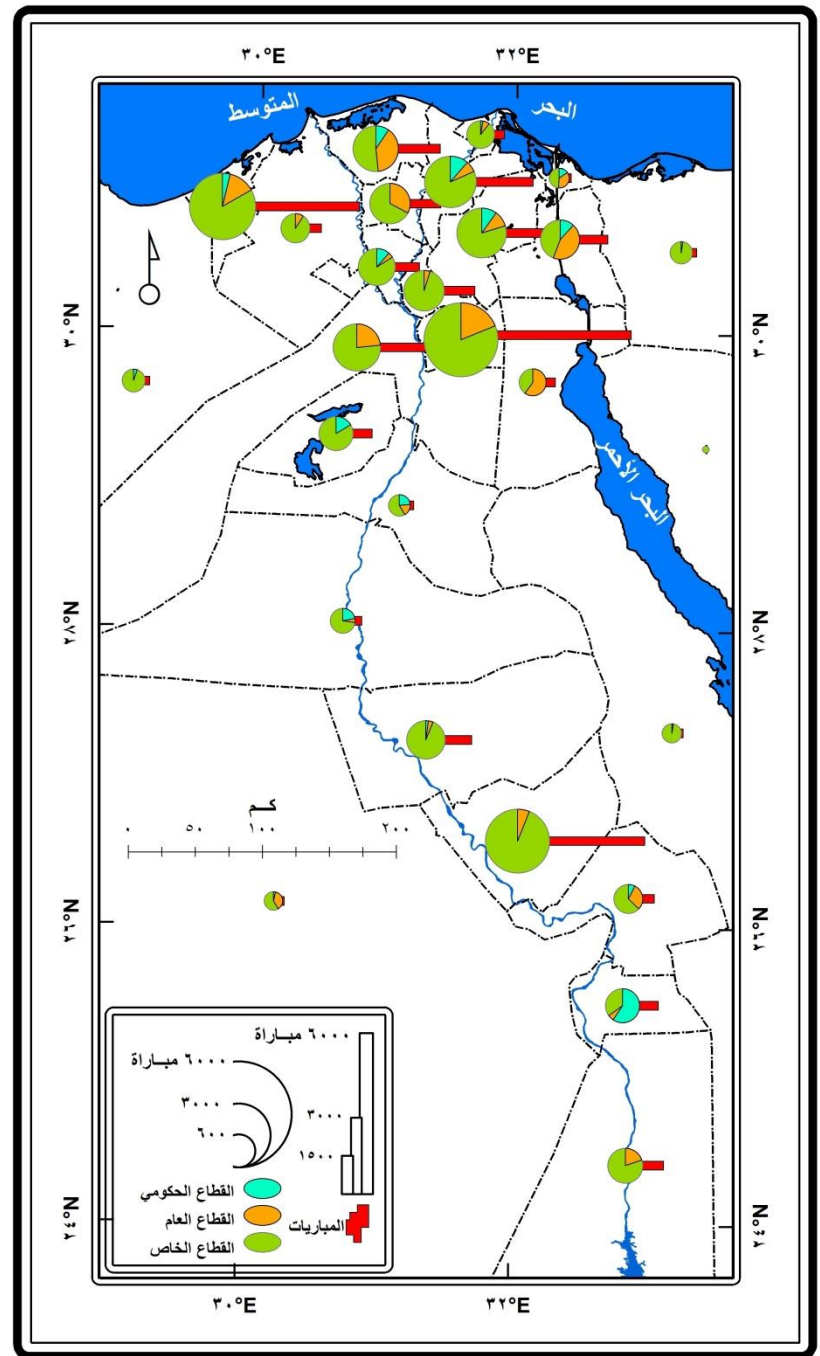 ٣٠°E
٣٢°E
المتوسط
البحر
٣٠°N
٣٠°N
البحر الأحمر
٢٨°N
٢٨°N
كــم
٠
٥٠
١٠٠
٢٠٠
٢٦°N
٢٦°N
٦٠٠٠ مبــاراة
٦٠٠٠ مبــاراة
٣٠٠٠
٣٠٠٠
٦٠٠
١٥٠٠
القطاع الحكومي
القطاع العام
المباريات
القطاع الخاص
٢٤°N
٢٤°N
٣٠°E
٣٢°E